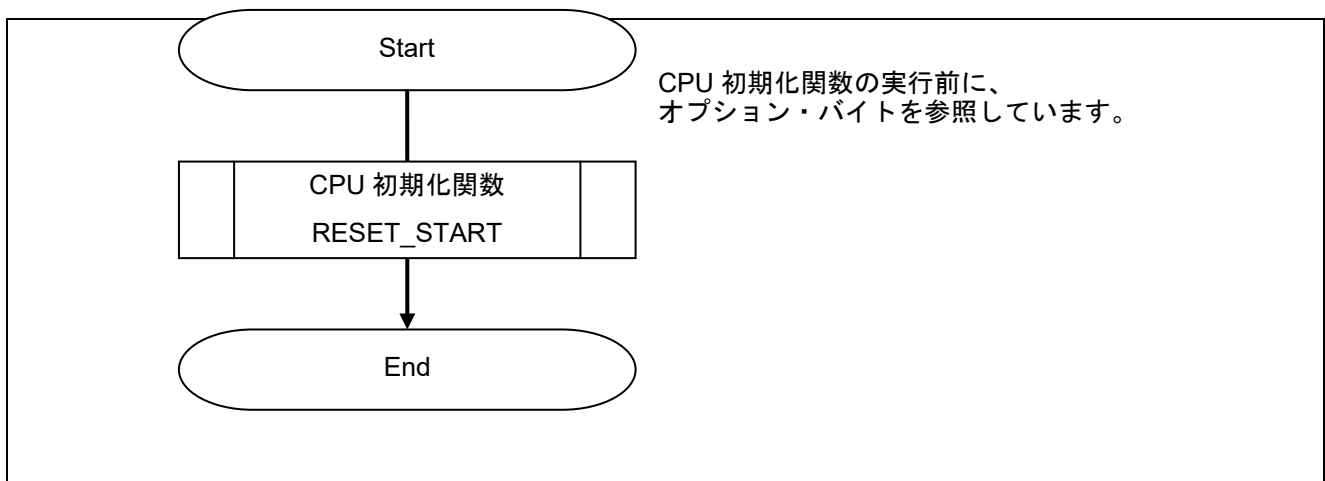 Start
CPU 初期化関数の実行前に、
オプション・バイトを参照しています。
CPU 初期化関数
RESET_START
End